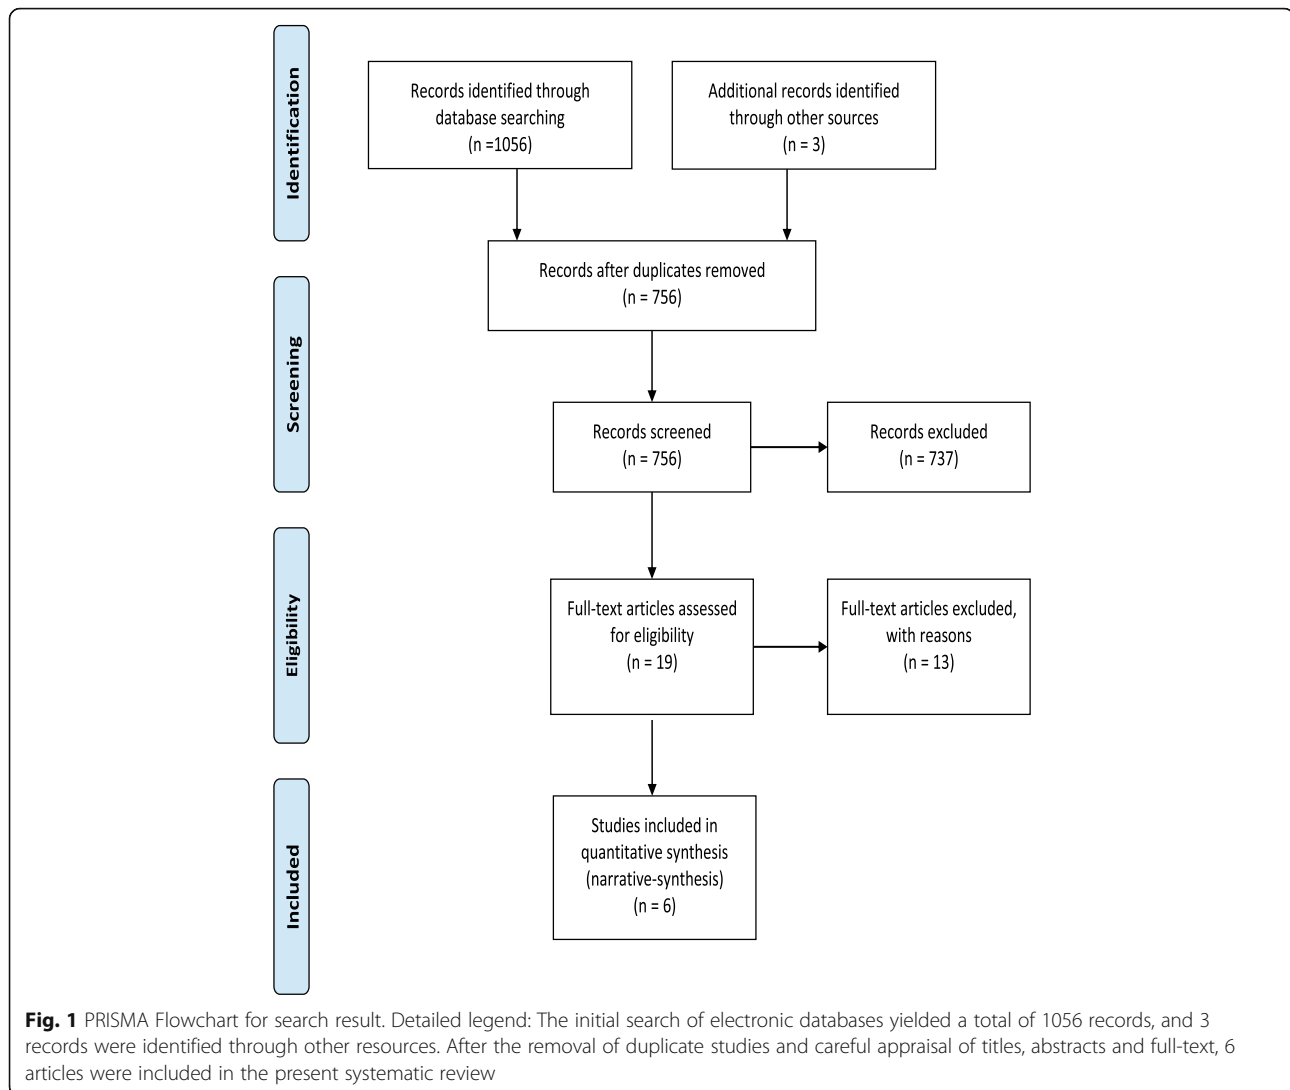 Identification
Records identified through
database searching
(n =1056)
Additional records identified
through other sources
(n = 3)
Records after duplicates removed
(n = 756)
Screening
Records screened
(n = 756)
Records excluded
(n = 737)
Eligibility
Full-text articles assessed
for eligibility
(n = 19)
Full-text articles excluded,
with reasons
(n = 13)
Included
Studies included in
quantitative synthesis
(narrative-synthesis)
(n = 6)
Fig. 1 PRISMA Flowchart for search result. Detailed legend: The initial search of electronic databases yielded a total of 1056 records, and 3
records were identified through other resources. After the removal of duplicate studies and careful appraisal of titles, abstracts and full-text, 6
articles were included in the present systematic review